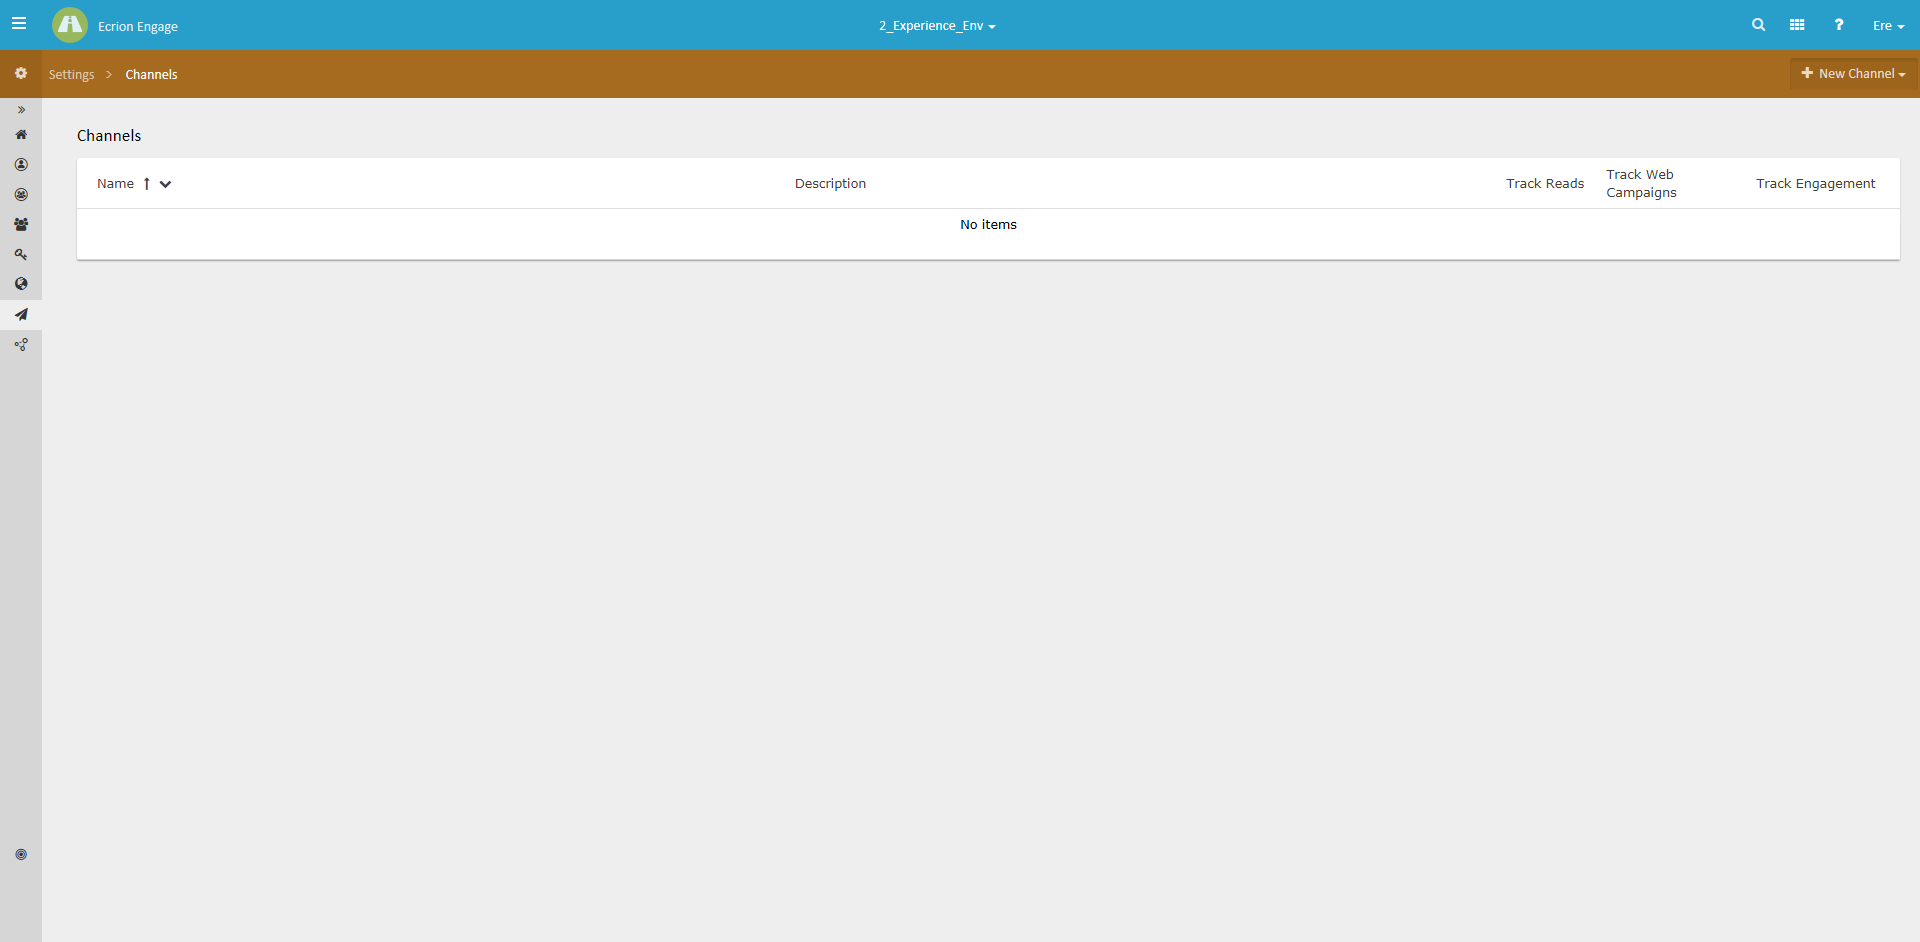 Ecrion Engage
2_Experience_Env
Ere
Settings > Channels
New Channel
Channels
Name
Description
Track Reads
Track Web
Campaigns
Track Engagement
No items